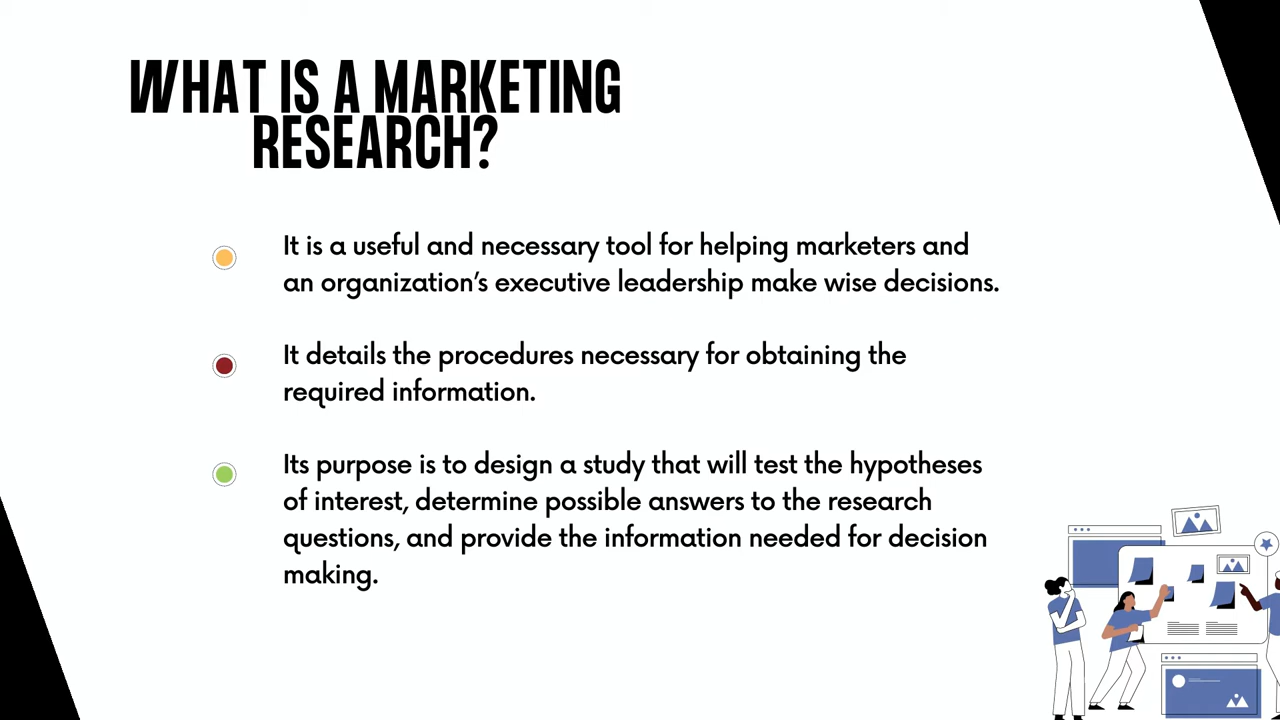 WHAT IS A MARKETING
RESEARCH?
It is a useful and necessary tool for helping marketers and
an organization’s executive leadership make wise decisions.
It details the procedures necessary for obtaining the
required information.
Its purpose is to design a study that will test the hypotheses
of interest, determine possible answers to the research
questions, and provide the information needed for decision
making.